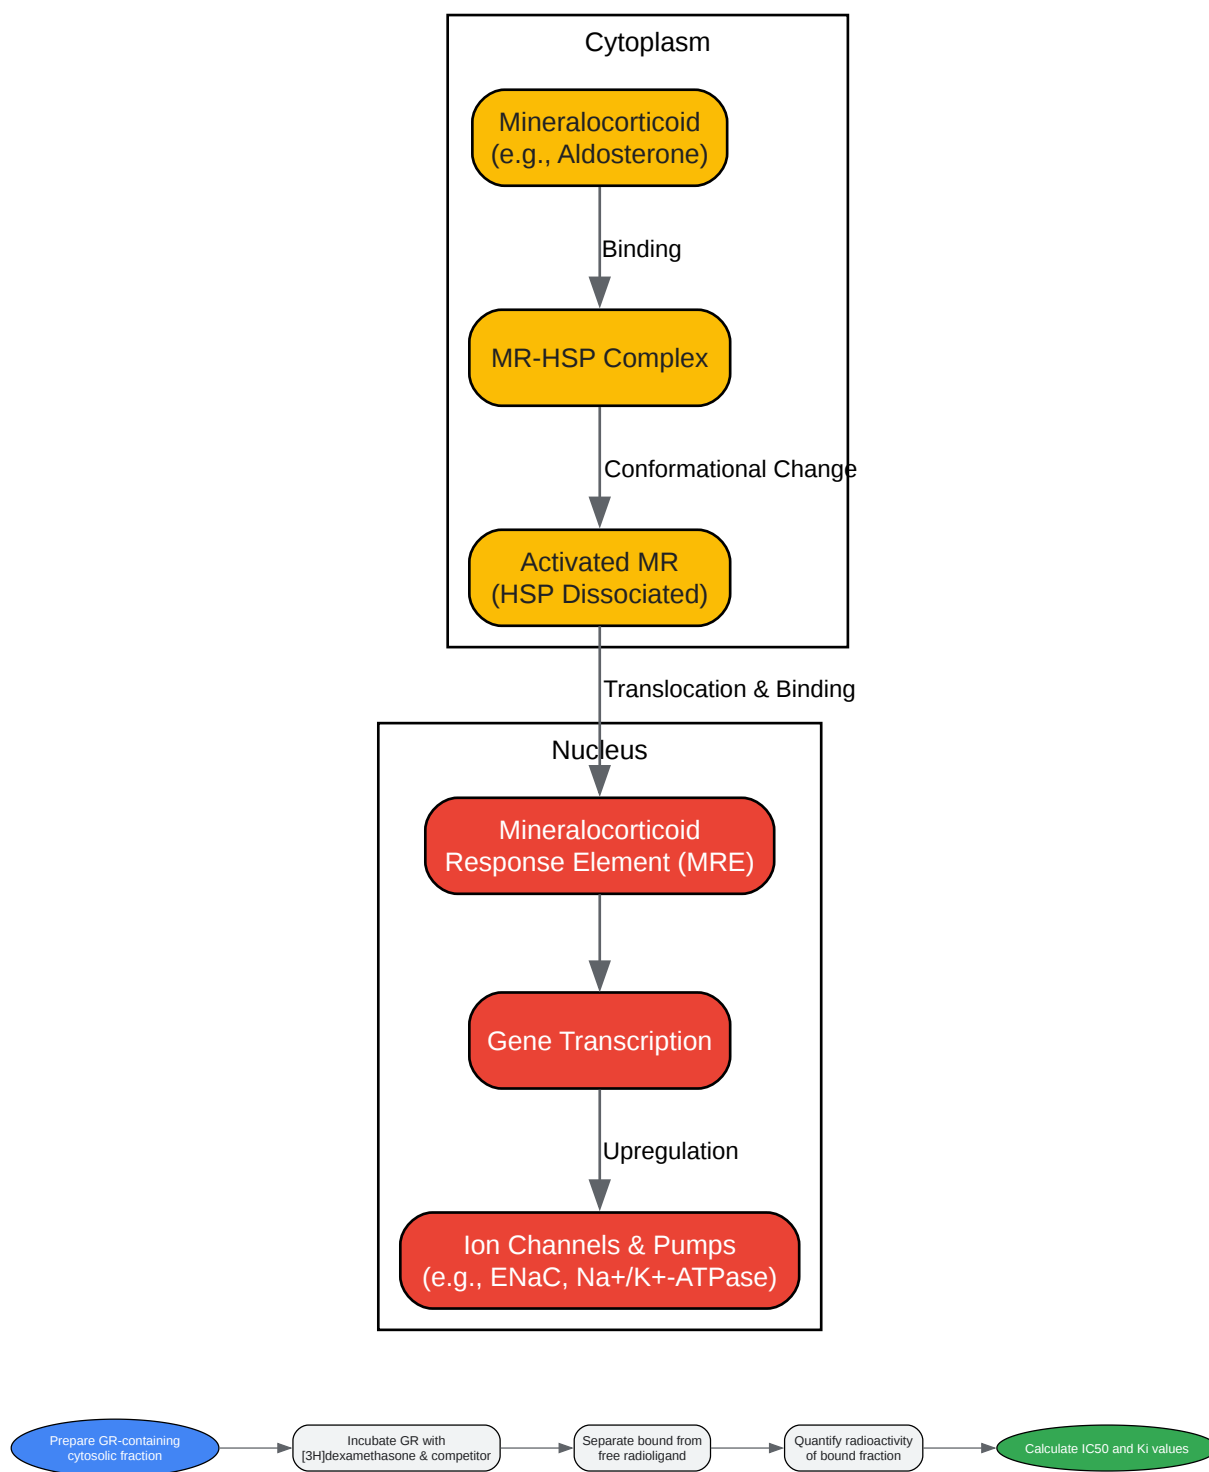 Cytoplasm
Mineralocorticoid
(e.g., Aldosterone)
Binding
MR-HSP Complex
Conformational Change
Activated MR
(HSP Dissociated)
Translocation & Binding
Nucleus
Mineralocorticoid
Response Element (MRE)
Gene Transcription
Upregulation
Ion Channels & Pumps
(e.g., ENaC, Na+/K+-ATPase)
Prepare GR-containing
cytosolic fraction
Incubate GR with
[3H]dexamethasone & competitor
Separate bound from
free radioligand
Quantify radioactivity
of bound fraction
Calculate IC50 and Ki values